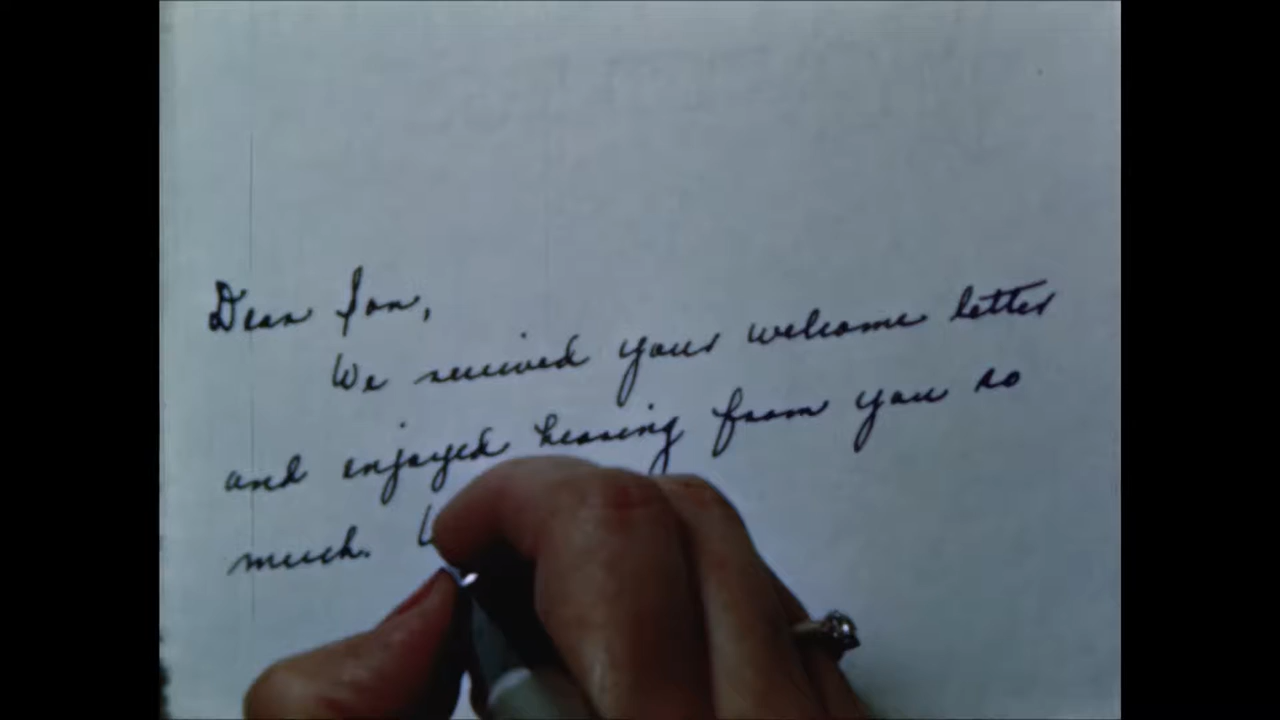 Dear Son,
We received your welcome letter
and enjoyed hearing from you so
much.